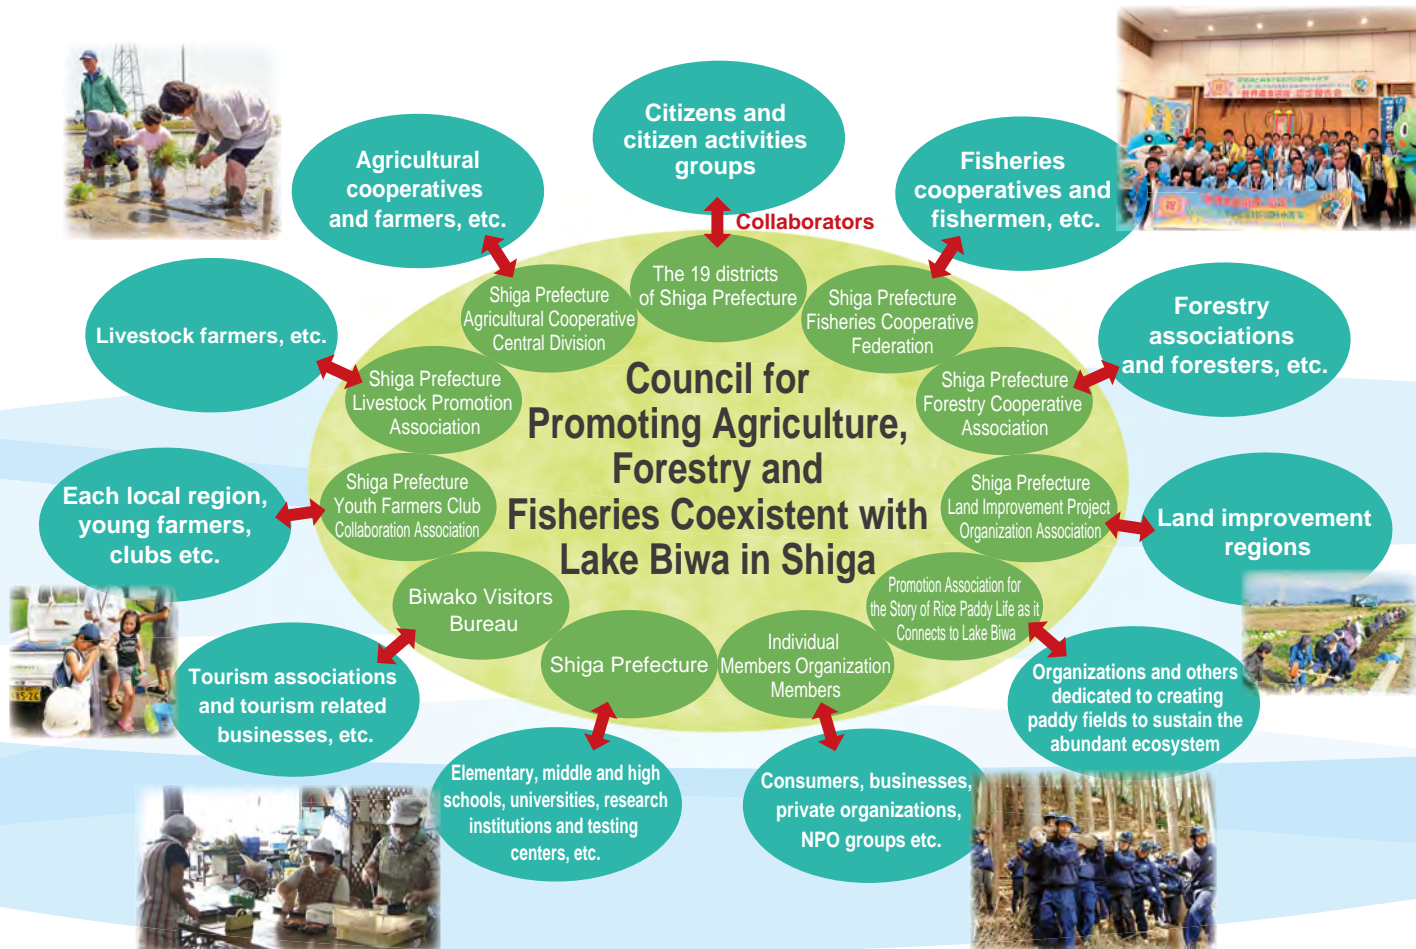 Citizens and
citizen activities
groups
Agricultural
cooperatives
and farmers, etc.
Fisheries
cooperatives and
fishermen, etc.
Collaborators
The 19 districts
of Shiga Prefecture
Shiga Prefecture
Agricultural Cooperative
Central Division
Shiga Prefecture
Fisheries Cooperative
Federation
Livestock farmers, etc.
Forestry
associations
and foresters, etc.
Shiga Prefecture
Livestock Promotion
Association
Shiga Prefecture
Forestry Cooperative
Association
Council for
Promoting Agriculture,
Forestry and
Fisheries Coexistent with
Lake Biwa in Shiga
Each local region,
young farmers,
clubs etc.
Shiga Prefecture
Youth Farmers Club
Collaboration Association
Shiga Prefecture
Land Improvement Project
Organization Association
Land improvement
regions
Biwako Visitors
Bureau
Promotion Association for
the Story of Rice Paddy Life as it
Connects to Lake Biwa
Shiga Prefecture
Individual
Members Organization
Members
Tourism associations
and tourism related
businesses, etc.
Organizations and others
dedicated to creating
paddy fields to sustain the
abundant ecosystem
Elementary, middle and high
schools, universities, research
institutions and testing
centers, etc.
Consumers, businesses,
private organizations,
NPO groups etc.